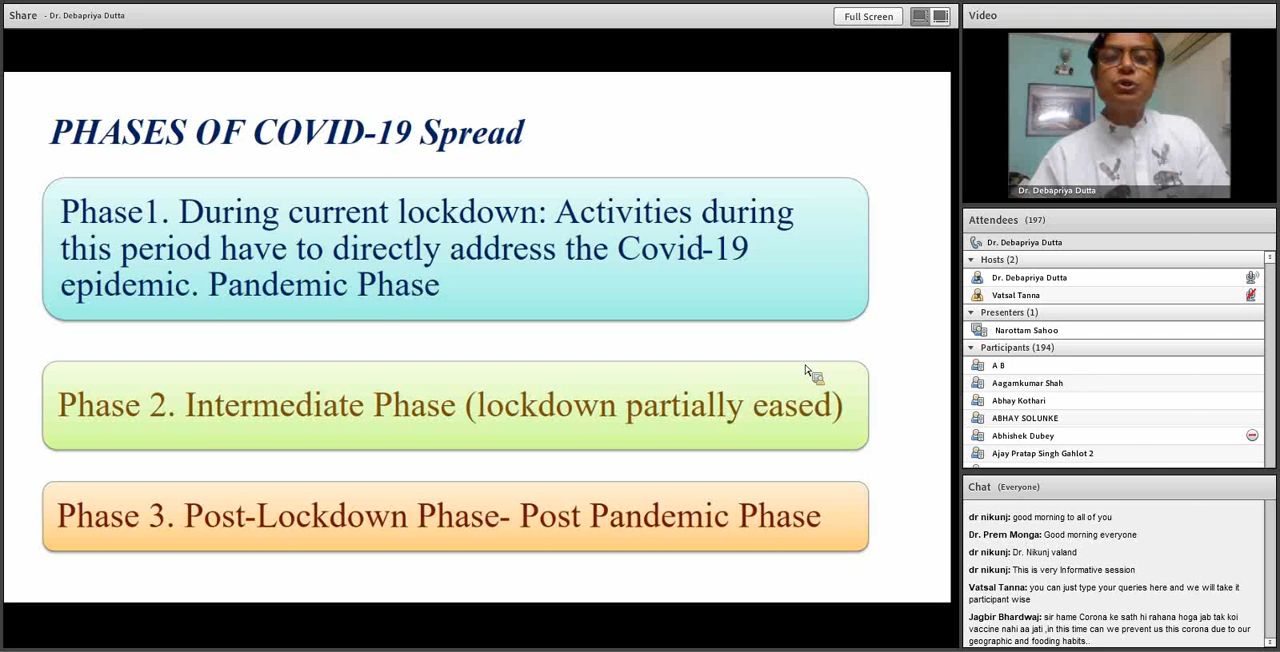 Share - Dr. Debapriya Dutta
Full Screen
PHASES OF COVID-19 Spread
Phase1. During current lockdown: Activities during
this period have to directly address the Covid-19
epidemic. Pandemic Phase
Phase 2. Intermediate Phase (lockdown partially eased)
Phase 3. Post-Lockdown Phase- Post Pandemic Phase
Video
Dr. Debapriya Dutta
Attendees (197)
Dr. Debapriya Dutta
Hosts (2)
Dr. Debapriya Dutta
Vatsal Tanna
Presenters (1)
Narottam Sahoo
Participants (194)
A B
Aagamkumar Shah
Abhay Kothari
ABHAY SOLUNKE
Abhishek Dubey
Ajay Pratap Singh Gahlot 2
Chat (Everyone)
dr nikunj: good morning to all of you
Dr. Prem Monga: Good morning everyone
dr nikunj: Dr. Nikunj valand
dr nikunj: This is very Informative session
Vatsal Tanna: you can just type your queries here and we will take it
participant wise
Jagbir Bhardwaj: sir hame Corona ke sath hi rahana hoga jab tak koi
vaccine nahi aa jati ,in this time can we prevent us this corona due to our
geographic and fooding habits..